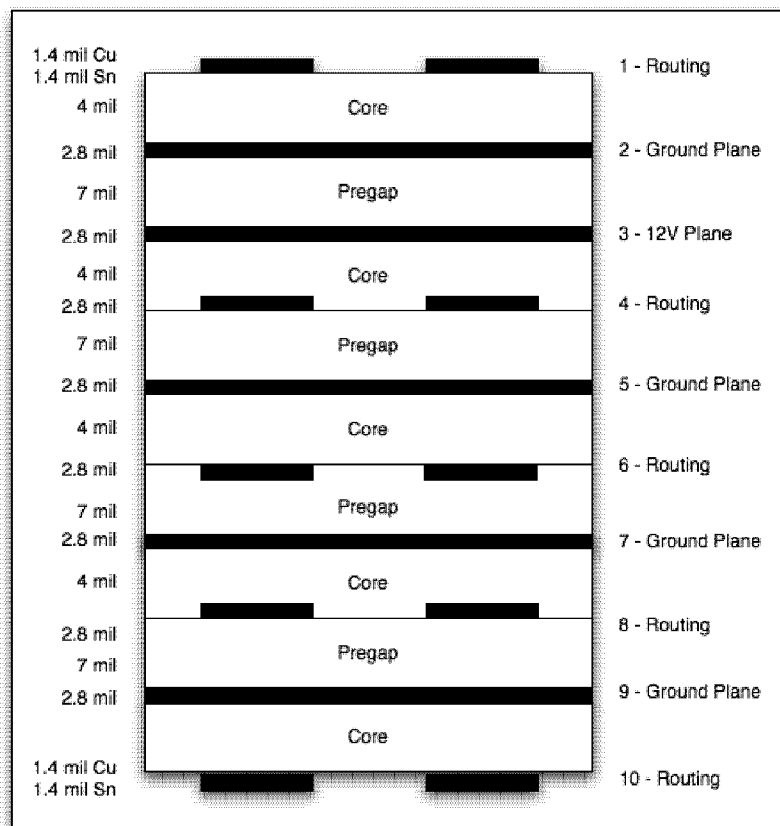 1.4 mil Cu
1.4 mil Sn
1 - Routing
4 mil
Core
2.8 mil
2 - Ground Plane
7 mil
Pregap
2.8 mil
3 - 12V Plane
4 mil
Core
2.8 mil
4 - Routing
7 mil
Pregap
2.8 mil
5 - Ground Plane
4 mil
Core
2.8 mil
6 - Routing
7 mil
Pregap
2.8 mil
7 - Ground Plane
4 mil
Core
2.8 mil
8 - Routing
7 mil
Pregap
2.8 mil
9 - Ground Plane
Core
1.4 mil Cu
1.4 mil Sn
10 - Routing